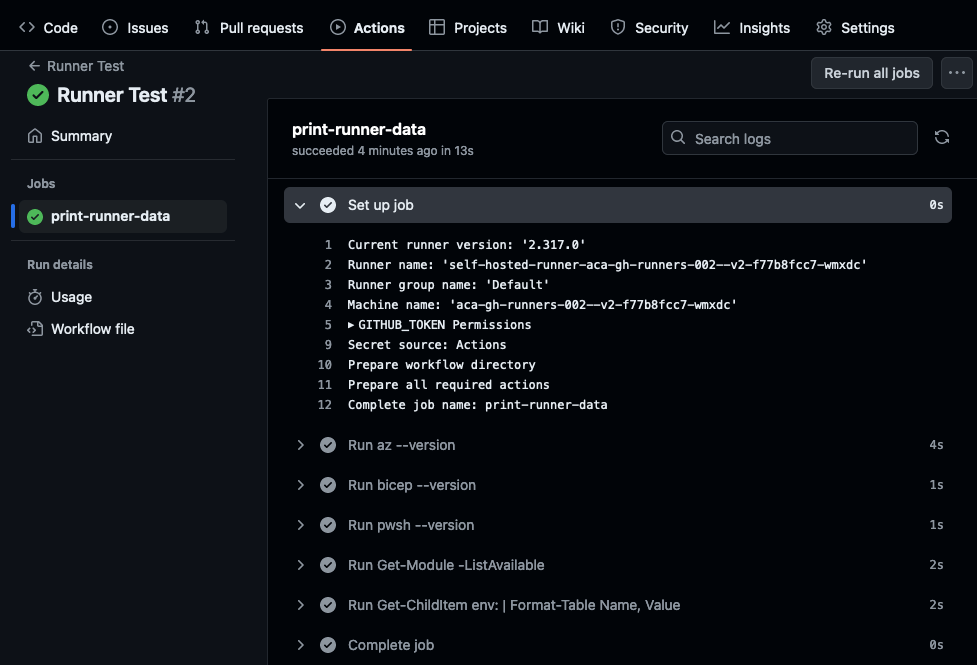 Code Issues Pull requests Actions Projects Wiki Security Insights Settings
Runner Test
Runner Test #2
Re-run all jobs
Summary
Jobs
print-runner-data
Run details
Usage
Workflow file
print-runner-data
succeeded 4 minutes ago in 13s
Search logs
Set up job 0s
1 Current runner version: '2.317.0'
2 Runner name: 'self-hosted-runner-aca-gh-runners-002--v2-f77b8fcc7-wmxdc'
3 Runner group name: 'Default'
4 Machine name: 'aca-gh-runners-002--v2-f77b8fcc7-wmxdc'
5 GITHUB_TOKEN Permissions
9 Secret source: Actions
10 Prepare workflow directory
11 Prepare all required actions
12 Complete job name: print-runner-data
Run az --version 4s
Run bicep --version 1s
Run pwsh --version 1s
Run Get-Module -ListAvailable 2s
Run Get-ChildItem env: | Format-Table Name, Value 2s
Complete job 0s